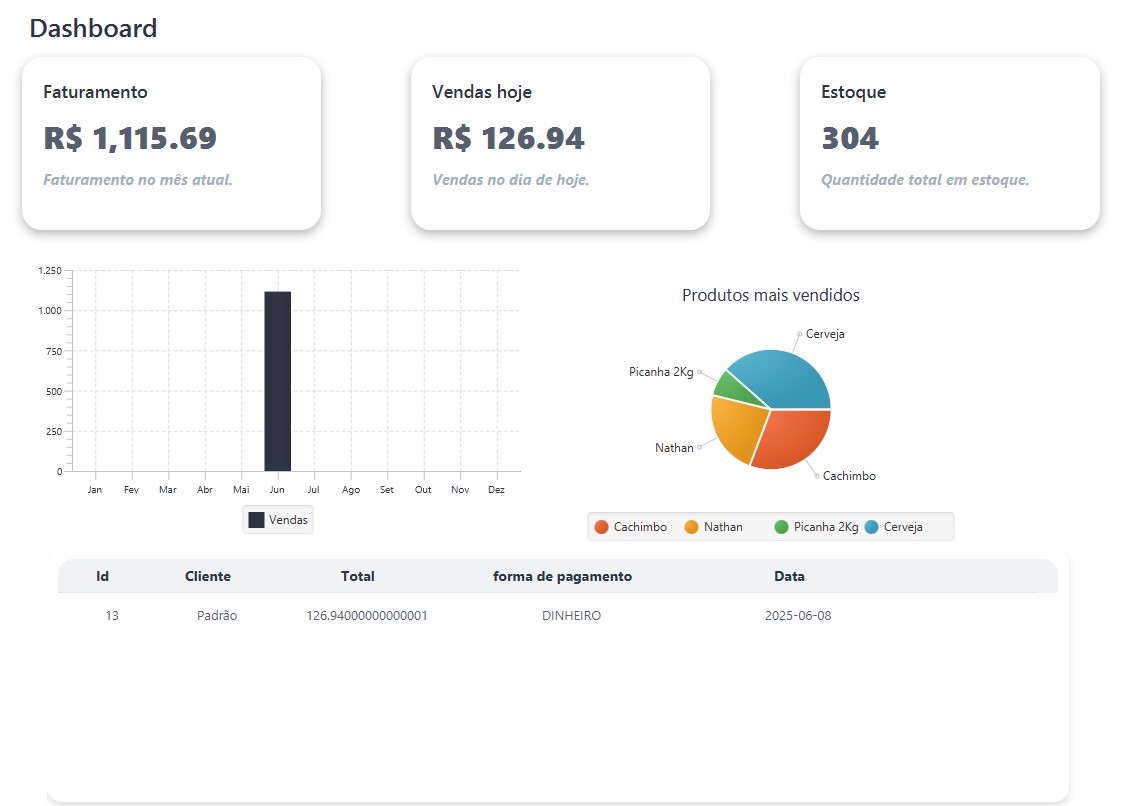 Dashboard
Faturamento
R$ 1,115.69
Faturamento no mês atual.
Vendas hoje
R$ 126.94
Vendas no dia de hoje.
Estoque
304
Quantidade total em estoque.
1.250
1.000
750
500
250
0
Jan Fev Mar Abr Mai Jun Jul Ago Set Out Nov Dez
Vendas
Produtos mais vendidos
Cerveja
Picanha 2Kg
Nathan
Cachimbo
Cachimbo Nathan Picanha 2Kg Cerveja
Id Cliente Total forma de pagamento Data
13 Padrão 126.94000000000001 DINHEIRO 2025-06-08